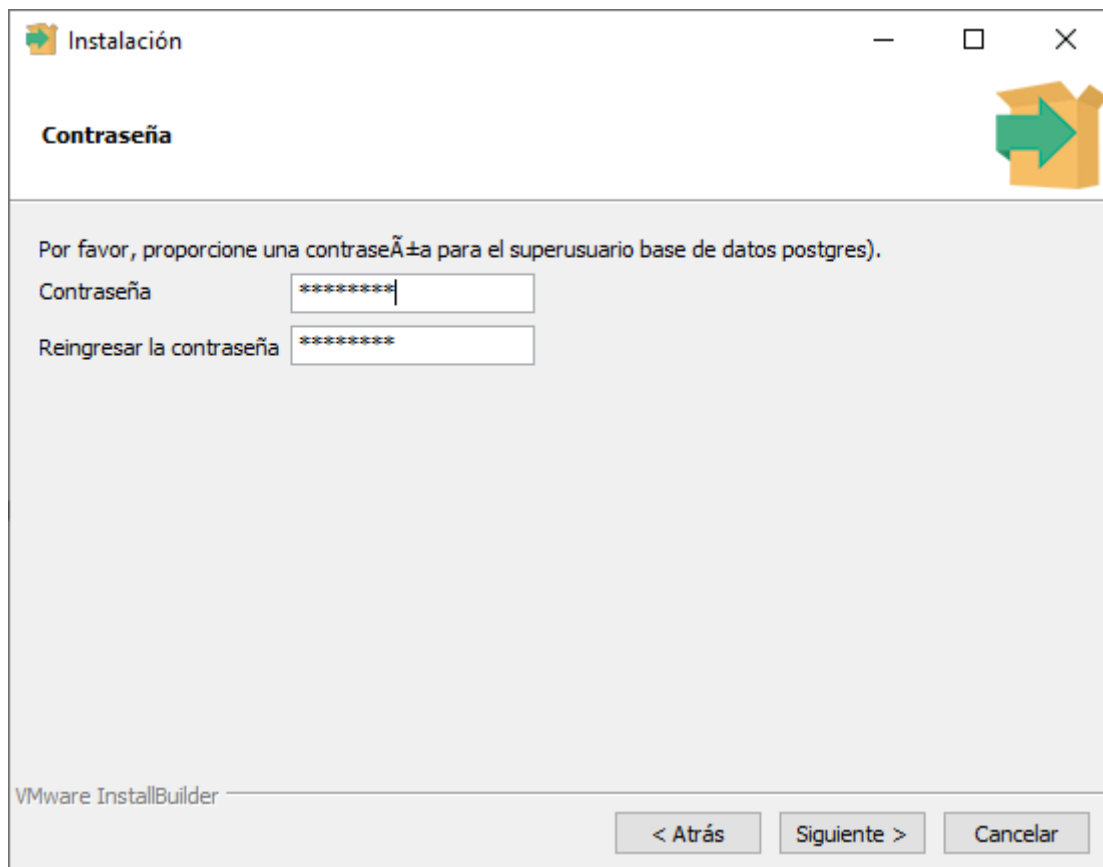 Instalación
Contraseña
Por favor, proporcione una contraseÃ±a para el superusuario base de datos postgres).
Contraseña ********
Reingresar la contraseña ********
VMware InstallBuilder
< Atrás Siguiente > Cancelar